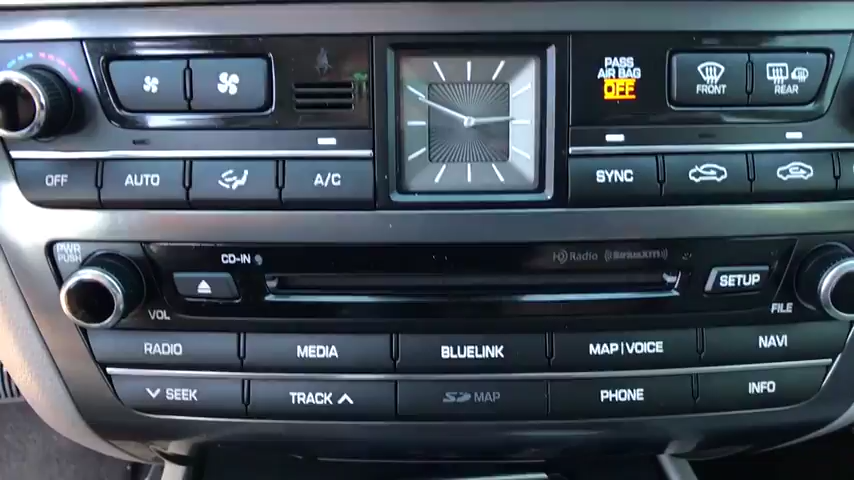 PASS
AIR BAG
OFF
FRONT
REAR
OFF
AUTO
A/C
SYNC
PWR
PUSH
CD-IN
HD Radio
SiriusXM
SETUP
VOL
FILE
RADIO
MEDIA
BLUELINK
MAP|VOICE
NAVI
SEEK
TRACK
SD MAP
PHONE
INFO